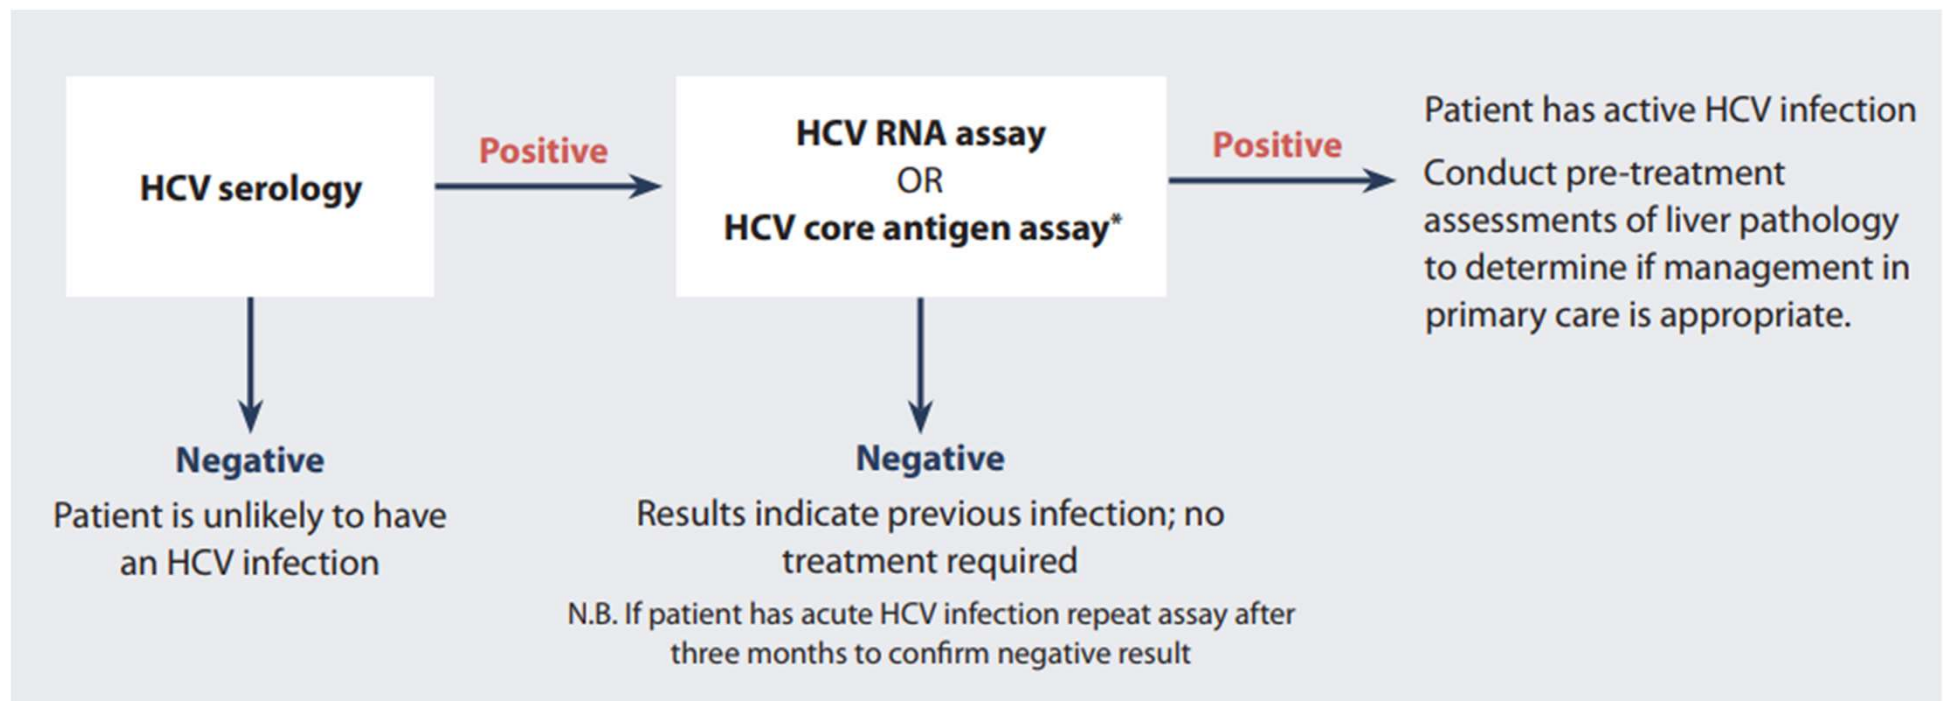 HCV serology
Positive
HCV RNA assay
OR
HCV core antigen assay*
Positive
Patient has active HCV infection
Conduct pre-treatment
assessments of liver pathology
to determine if management in
primary care is appropriate.
Negative
Patient is unlikely to have
an HCV infection
Negative
Results indicate previous infection; no
treatment required
N.B. If patient has acute HCV infection repeat assay after
three months to confirm negative result